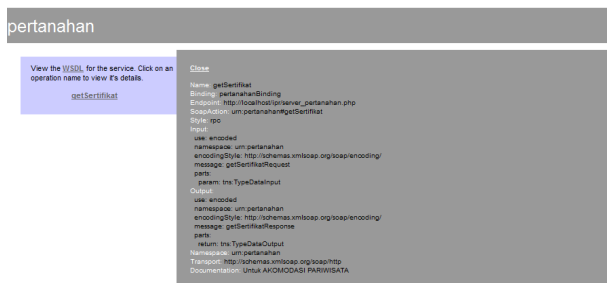 pertanahan
View the WSDL for the service. Click on an
operation name to view it's details.
getSertifikat
Close
Name: getSertifikat
Binding: pertanahanBinding
Endpoint: http://localhost/ipr/server_pertanahan.php
SoapAction: urn:pertanahan#getSertifikat
Style: rpc
Input:
use: encoded
namespace: urn:pertanahan
encodingStyle: http://schemas.xmlsoap.org/soap/encoding/
message: getSertifikatRequest
parts:
param: tns:TypeDataInput
Output:
use: encoded
namespace: urn:pertanahan
encodingStyle: http://schemas.xmlsoap.org/soap/encoding/
message: getSertifikatResponse
parts:
return: tns:TypeDataOutput
Namespace: urn:pertanahan
Transport: http://schemas.xmlsoap.org/soap/http
Documentation: Untuk AKOMODASI PARIWISATA